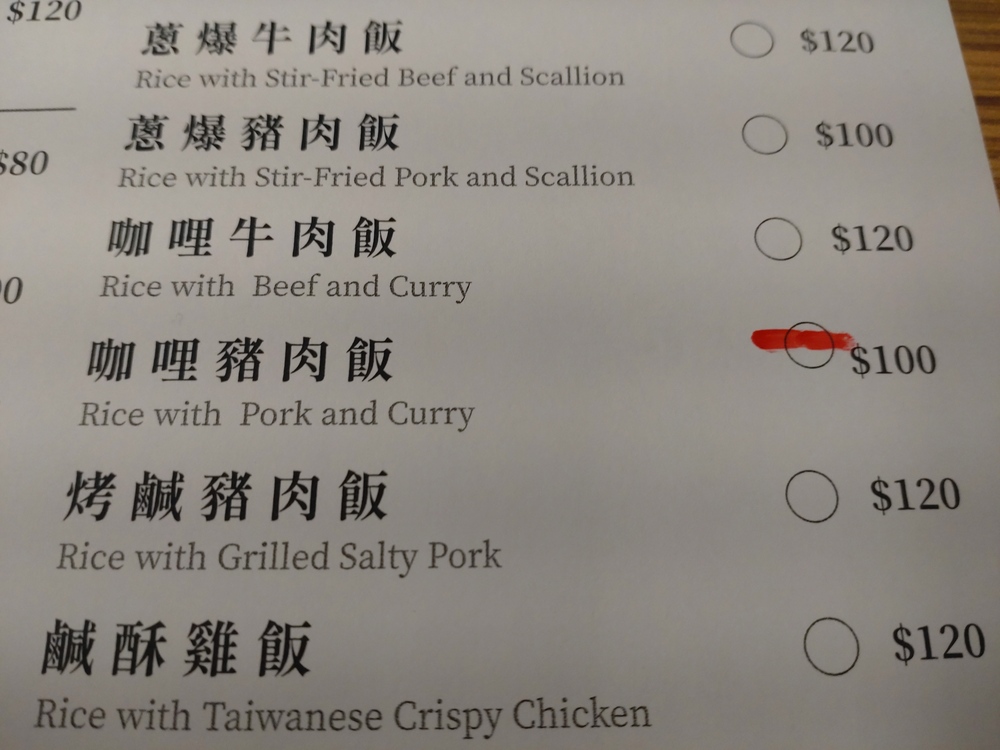 $120
蔥爆牛肉飯 $120
Rice with Stir-Fried Beef and Scallion
蔥爆豬肉飯 $100
Rice with Stir-Fried Pork and Scallion
$80
咖哩牛肉飯 $120
Rice with Beef and Curry
咖哩豬肉飯 $100
Rice with Pork and Curry
烤鹹豬肉飯 $120
Rice with Grilled Salty Pork
鹹酥雞飯 $120
Rice with Taiwanese Crispy Chicken